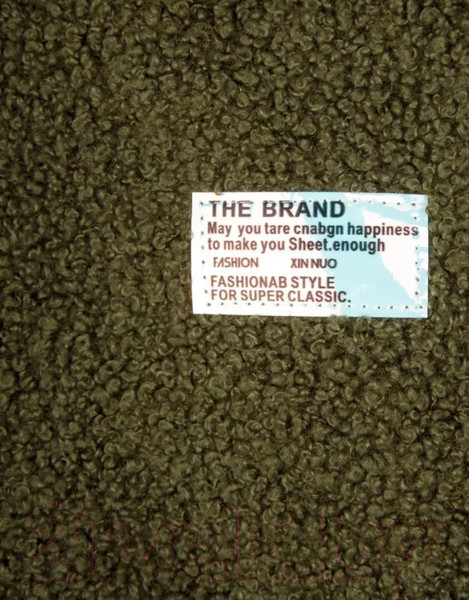 THE BRAND
May you tare cnabgn happiness
to make you Sheet.enough
FASHION XIN NUO
FASHIONAB STYLE
FOR SUPER CLASSIC.